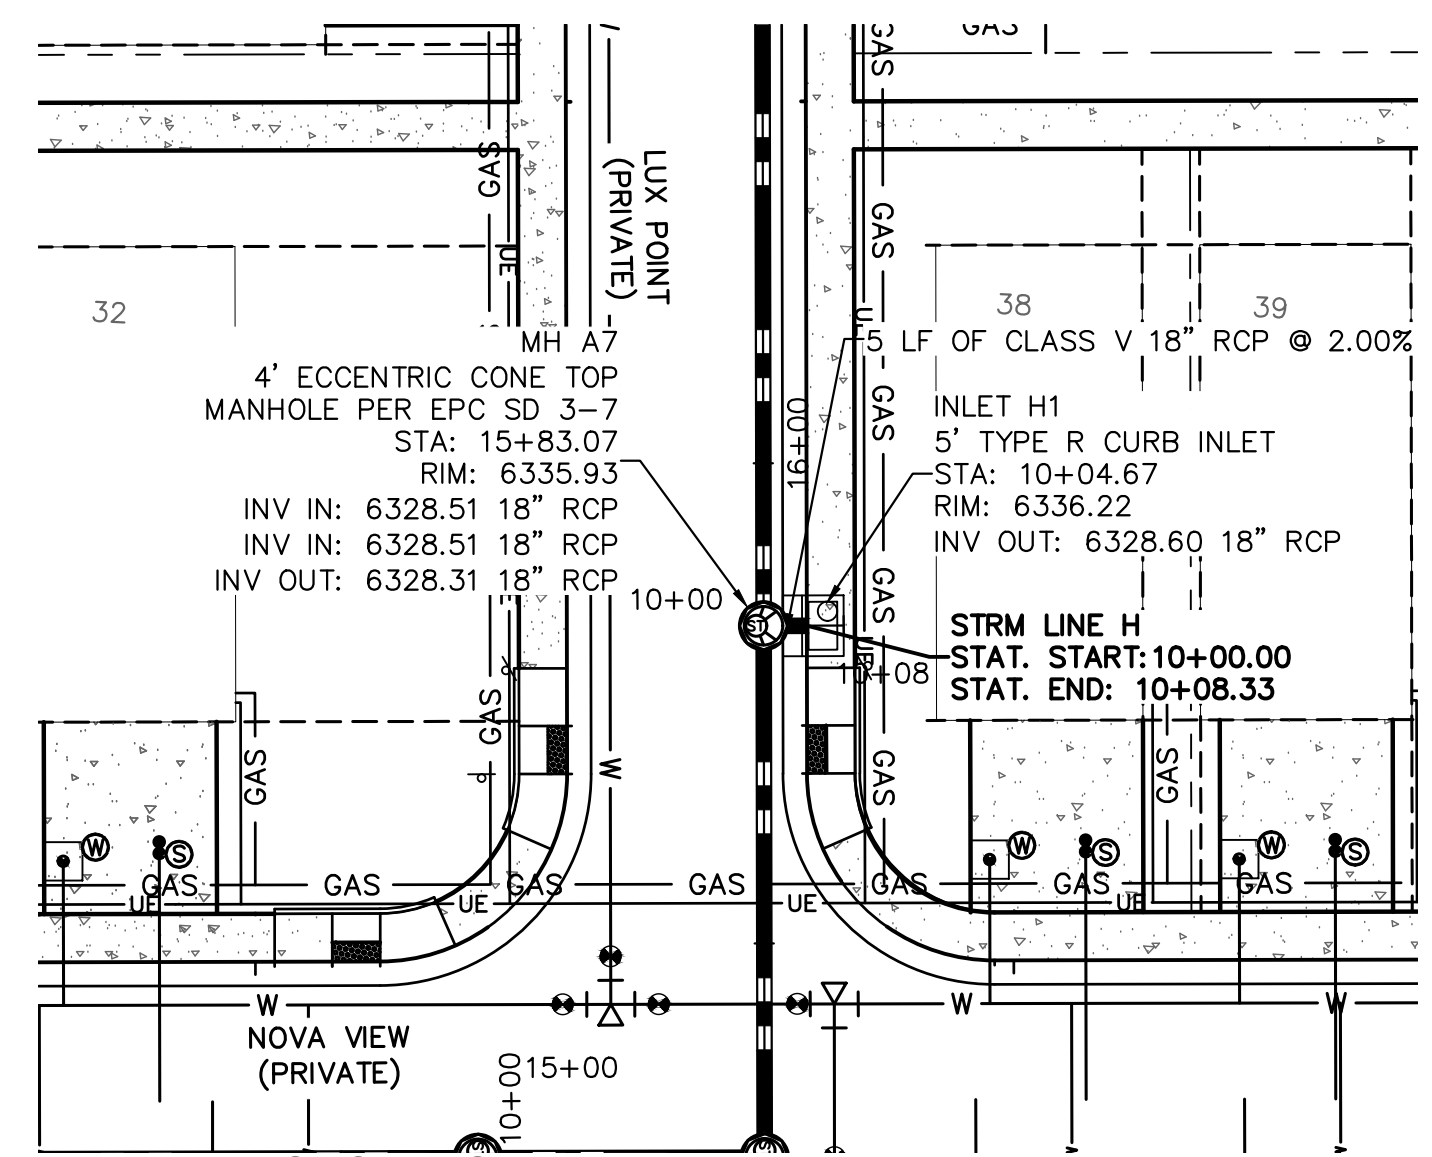 GAS
GAS
LUX POINT
(PRIVATE)
GAS
GAS
UE
32
38
39
MH A7
4' ECCENTRIC CONE TOP
MANHOLE PER EPC SD 3-7
STA: 15+83.07
RIM: 6335.93
INV IN: 6328.51 18" RCP
INV IN: 6328.51 18" RCP
INV OUT: 6328.31 18" RCP
5 LF OF CLASS V 18" RCP @ 2.00%
16+00
GAS
INLET H1
5' TYPE R CURB INLET
STA: 10+04.67
RIM: 6336.22
INV OUT: 6328.60 18" RCP
GAS
10+00
ST
STRM LINE H
STAT. START: 10+00.00
STAT. END: 10+08.33
UE
10+08
GAS
GAS
W
GAS
GAS
W
S
W
S
W
S
GAS
GAS
GAS
GAS
GAS
GAS
GAS
UE
UE
UE
UE
W
W
W
NOVA VIEW
(PRIVATE)
10+00
15+00